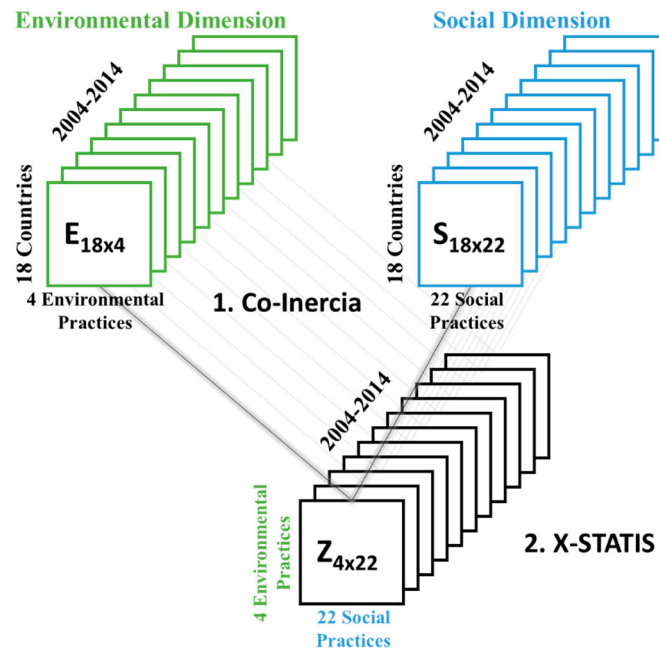 Environmental Dimension
Social Dimension
2004-2014
2004-2014
18 Countries
E18x4
18 Countries
S18x22
4 Environmental
Practices
22 Social
Practices
1. Co-Inercia
2004-2014
4 Environmental
Practices
Z4x22
2. X-STATIS
22 Social
Practices